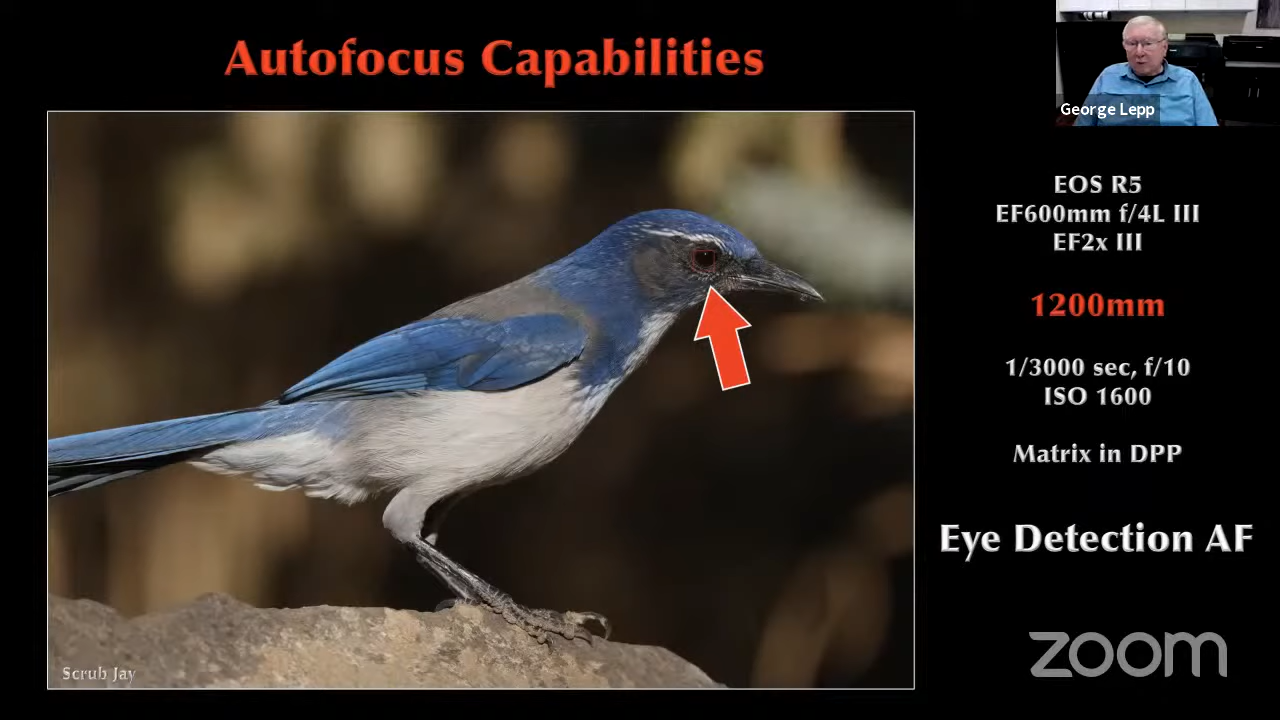 Autofocus Capabilities
George Lepp
EOS R5
EF600mm f/4L III
EF2x III
1200mm
1/3000 sec, f/10
ISO 1600
Matrix in DPP
Eye Detection AF
Scrub Jay
zoom